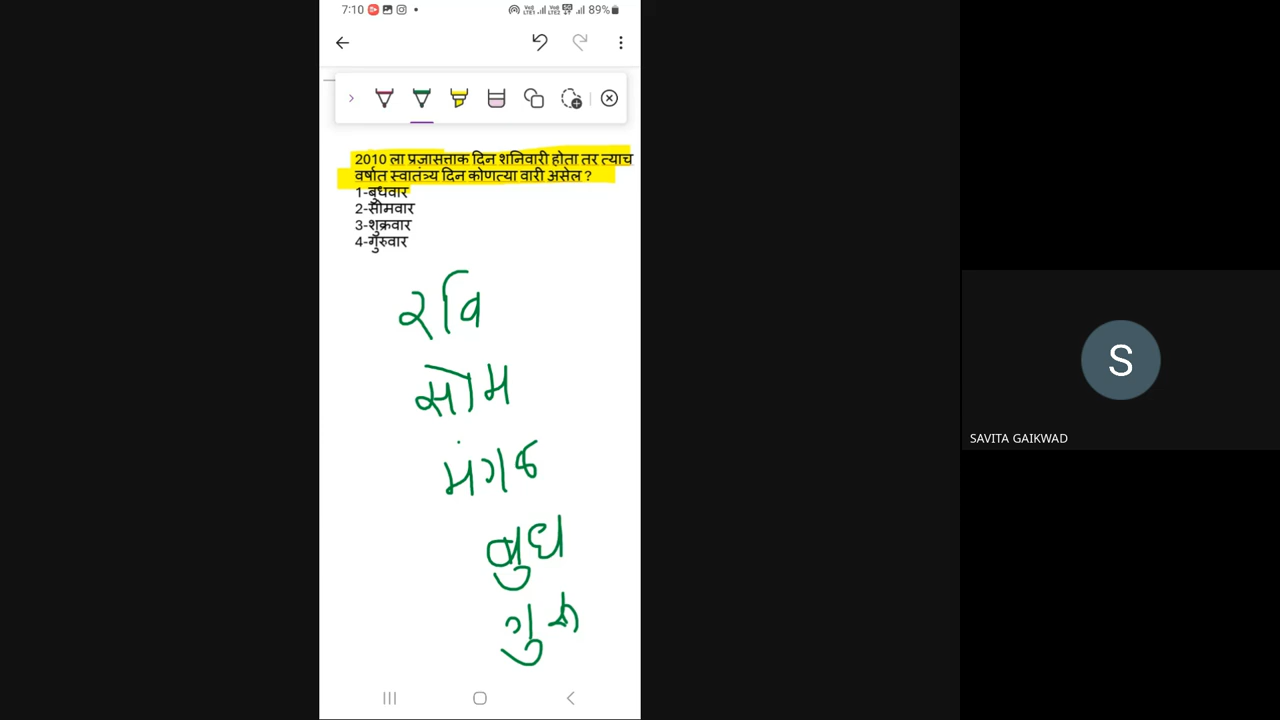 7:10 89%
2010 ला प्रजासत्ताक दिन शनिवारी होता तर त्याच
वर्षात स्वातंत्र्य दिन कोणत्या वारी असेल ?
1-बुधवार
2-सोमवार
3-शुक्रवार
4-गुरुवार
रवि
सोम
मंगळ
बुध
गुरू
S
SAVITA GAIKWAD